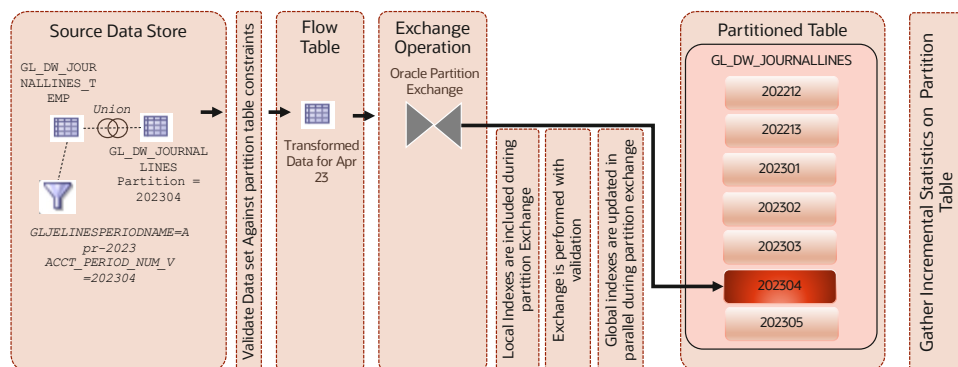 Source Data Store
GL_DW_JOUR
NALLINES_T
EMP
Union
GL_DW_JOURNAL
LINES
Partition =
202304
GLJELINESPERIODNAME=A
pr-2023
ACCT_PERIOD_NUM_V
=202304
Validate Data set Against partition table constraints
Flow
Table
Transformed
Data for Apr
23
Exchange
Operation
Oracle Partition
Exchange
Local Indexes are included during
partition Exchange
Exchange is performed with
validation
Global indexes are updated in
parallel during partition exchange
Partitioned Table
GL_DW_JOURNALLINES
202212
202213
202301
202302
202303
202304
202305
Gather Incremental Statistics on Partition
Table